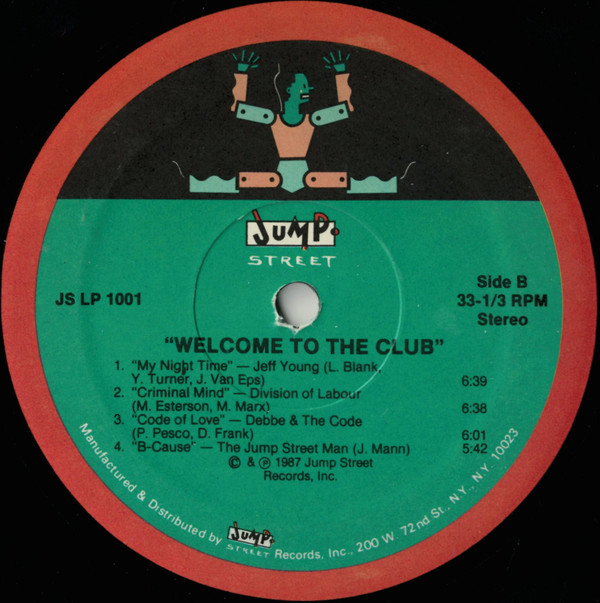 JUMP
STREET
JS LP 1001
Side B
33-1/3 RPM
Stereo
"WELCOME TO THE CLUB"
1. "My Night Time" — Jeff Young (L. Blank,
Y. Turner, J. Van Eps) 6:39
2. "Criminal Mind" — Division of Labour
(M. Esterson, M. Marx) 6:38
3. "Code of Love" — Debbe & The Code
(P. Pesco, D. Frank) 6:01
4. "B-Cause" — The Jump Street Man (J. Mann) 5:42
© & ℗ 1987 Jump Street
Records, Inc.
Manufactured & Distributed by JUMP STREET Records, Inc., 200 W. 72nd St., N.Y., N.Y. 10023